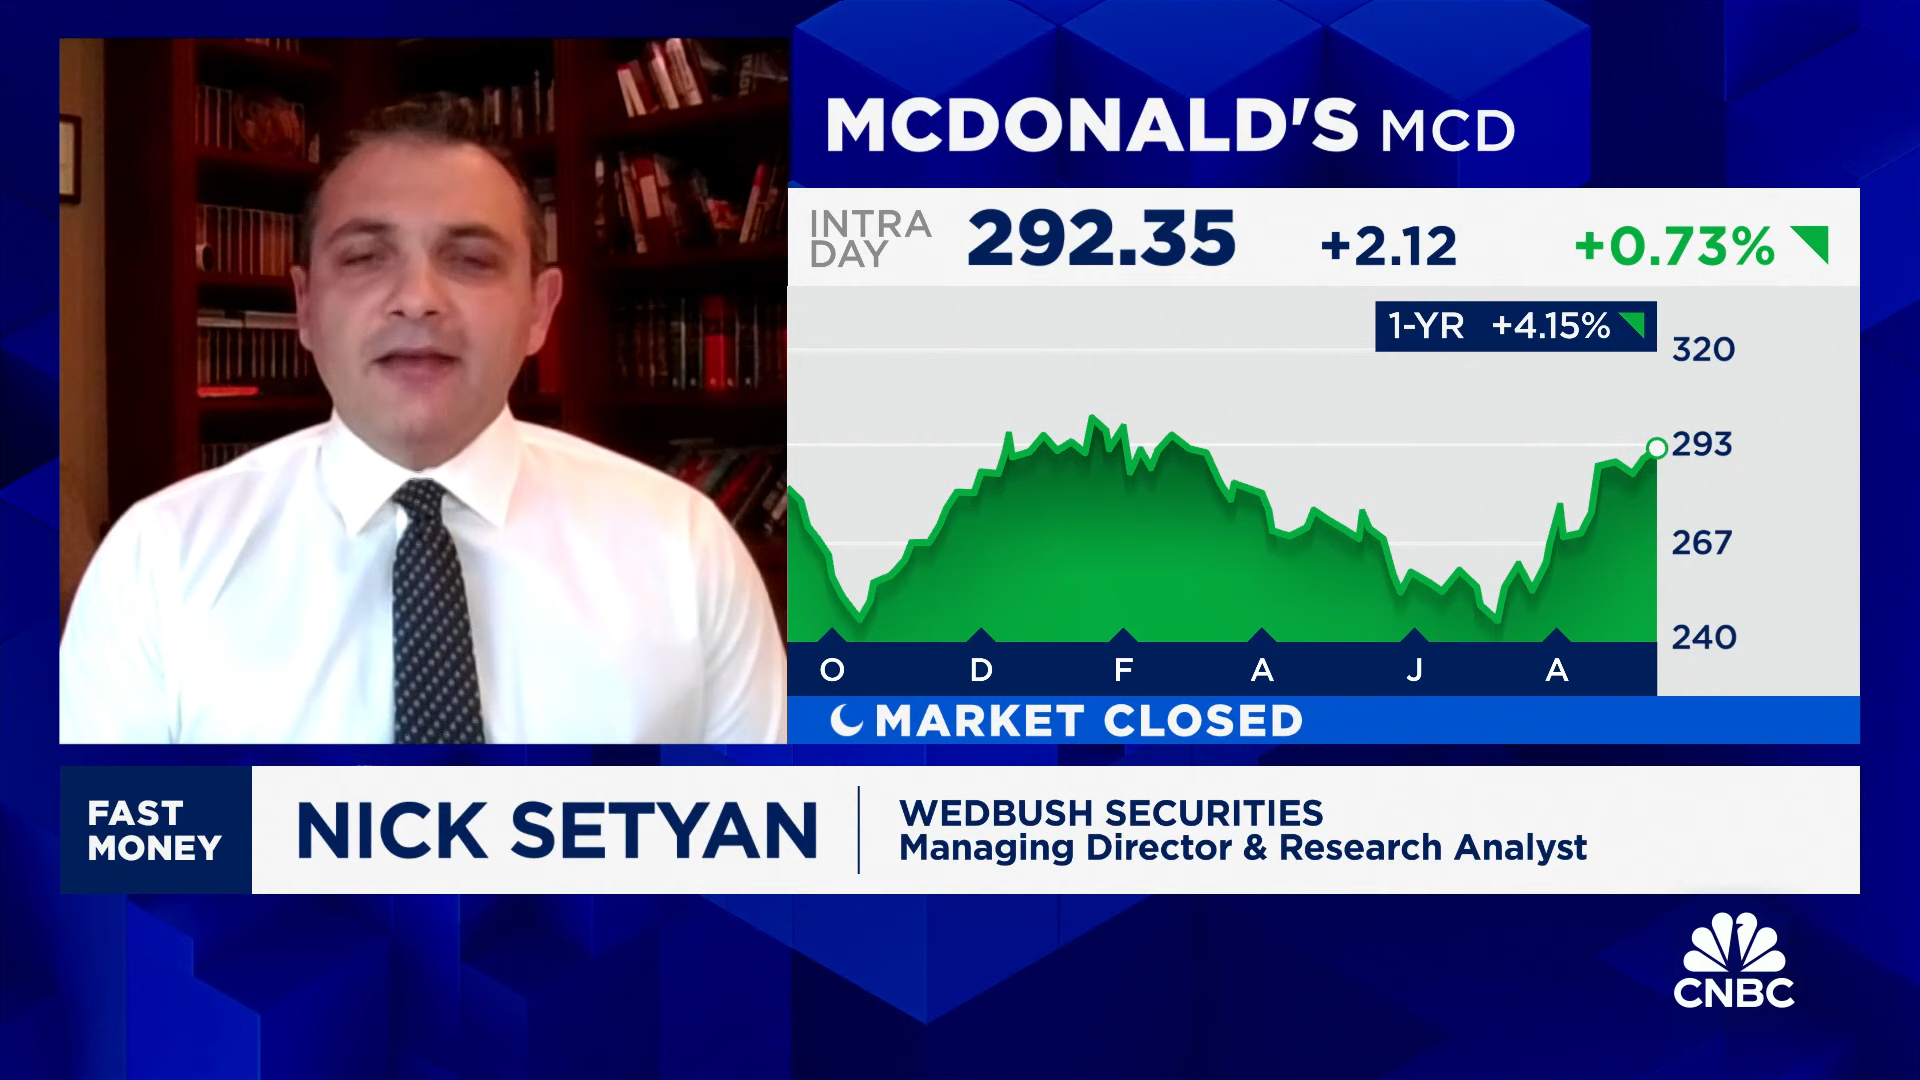 MCDONALD'S MCD
INTRA
DAY
292.35 +2.12 +0.73%
1-YR +4.15%
320
293
267
240
O D F A J A
MARKET CLOSED
FAST
MONEY
NICK SETYAN
WEDBUSH SECURITIES
Managing Director & Research Analyst
CNBC